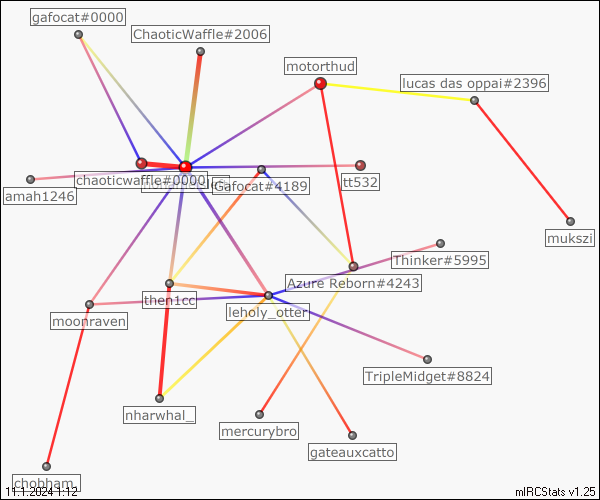 gafocat#0000
ChaoticWaffle#2006
motorthud
lucas das oppai#2396
chaoticwaffle#0000
Gafocat#4189
tt532
amah1246
mukszi
Thinker#5995
Azure Reborn#4243
then1cc
leholy_otter
moonraven
TripleMidget#8824
nharwhal_
mercurybro
gateauxcatto
chobham_
11.1.2024 1:12
mIRCStats v1.25